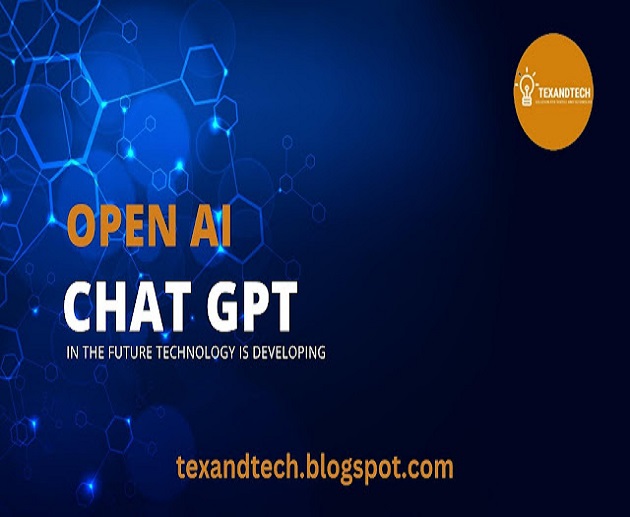 TEXANDTECH
OPEN AI
CHAT GPT
IN THE FUTURE TECHNOLOGY IS DEVELOPING
texandtech.blogspot.com